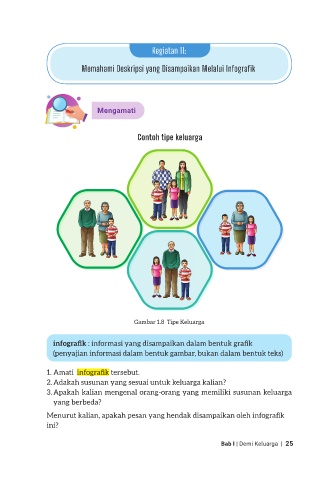 Kegiatan 11:
Memahami Deskripsi yang Disampaikan Melalui Infografik
Mengamati
Contoh tipe keluarga
Gambar 1.8 Tipe Keluarga
infografik : informasi yang disampaikan dalam bentuk grafik
(penyajian informasi dalam bentuk gambar, bukan dalam bentuk teks)
1. Amati infografik tersebut.
2. Adakah susunan yang sesuai untuk keluarga kalian?
3. Apakah kalian mengenal orang-orang yang memiliki susunan keluarga
yang berbeda?
Menurut kalian, apakah pesan yang hendak disampaikan oleh infografik
ini?
Bab I | Demi Keluarga | 25